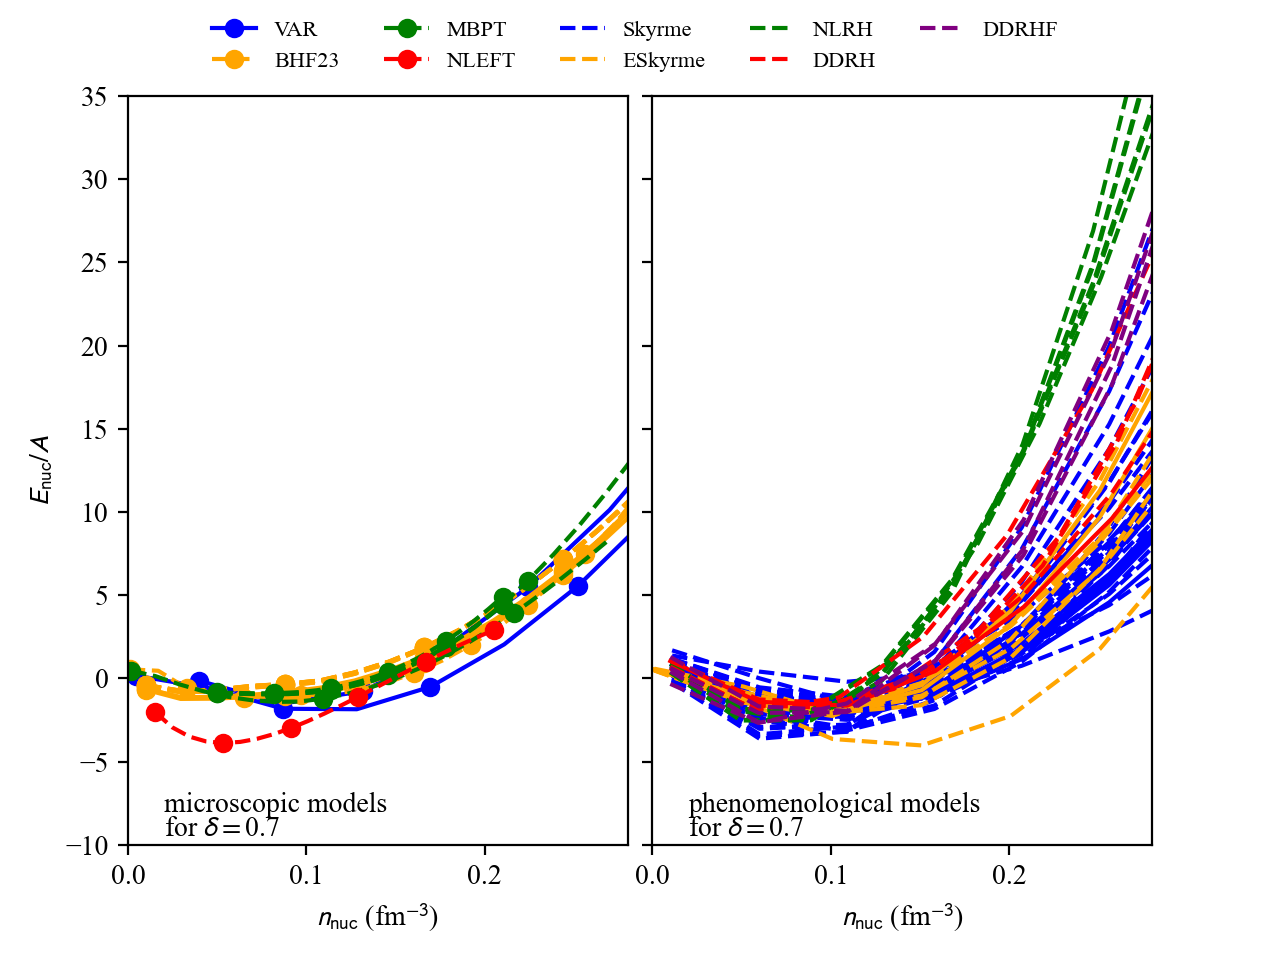 VAR MBPT Skyrme NLRH DDRHF
BHF23 NLEFT ESkyrme DDRH
35
30
25
20
15
10
5
0
−5
−10
E_nuc/A
microscopic models
for δ = 0.7
phenomenological models
for δ = 0.7
0.0 0.1 0.2
0.0 0.1 0.2
n_nuc (fm⁻³)
n_nuc (fm⁻³)